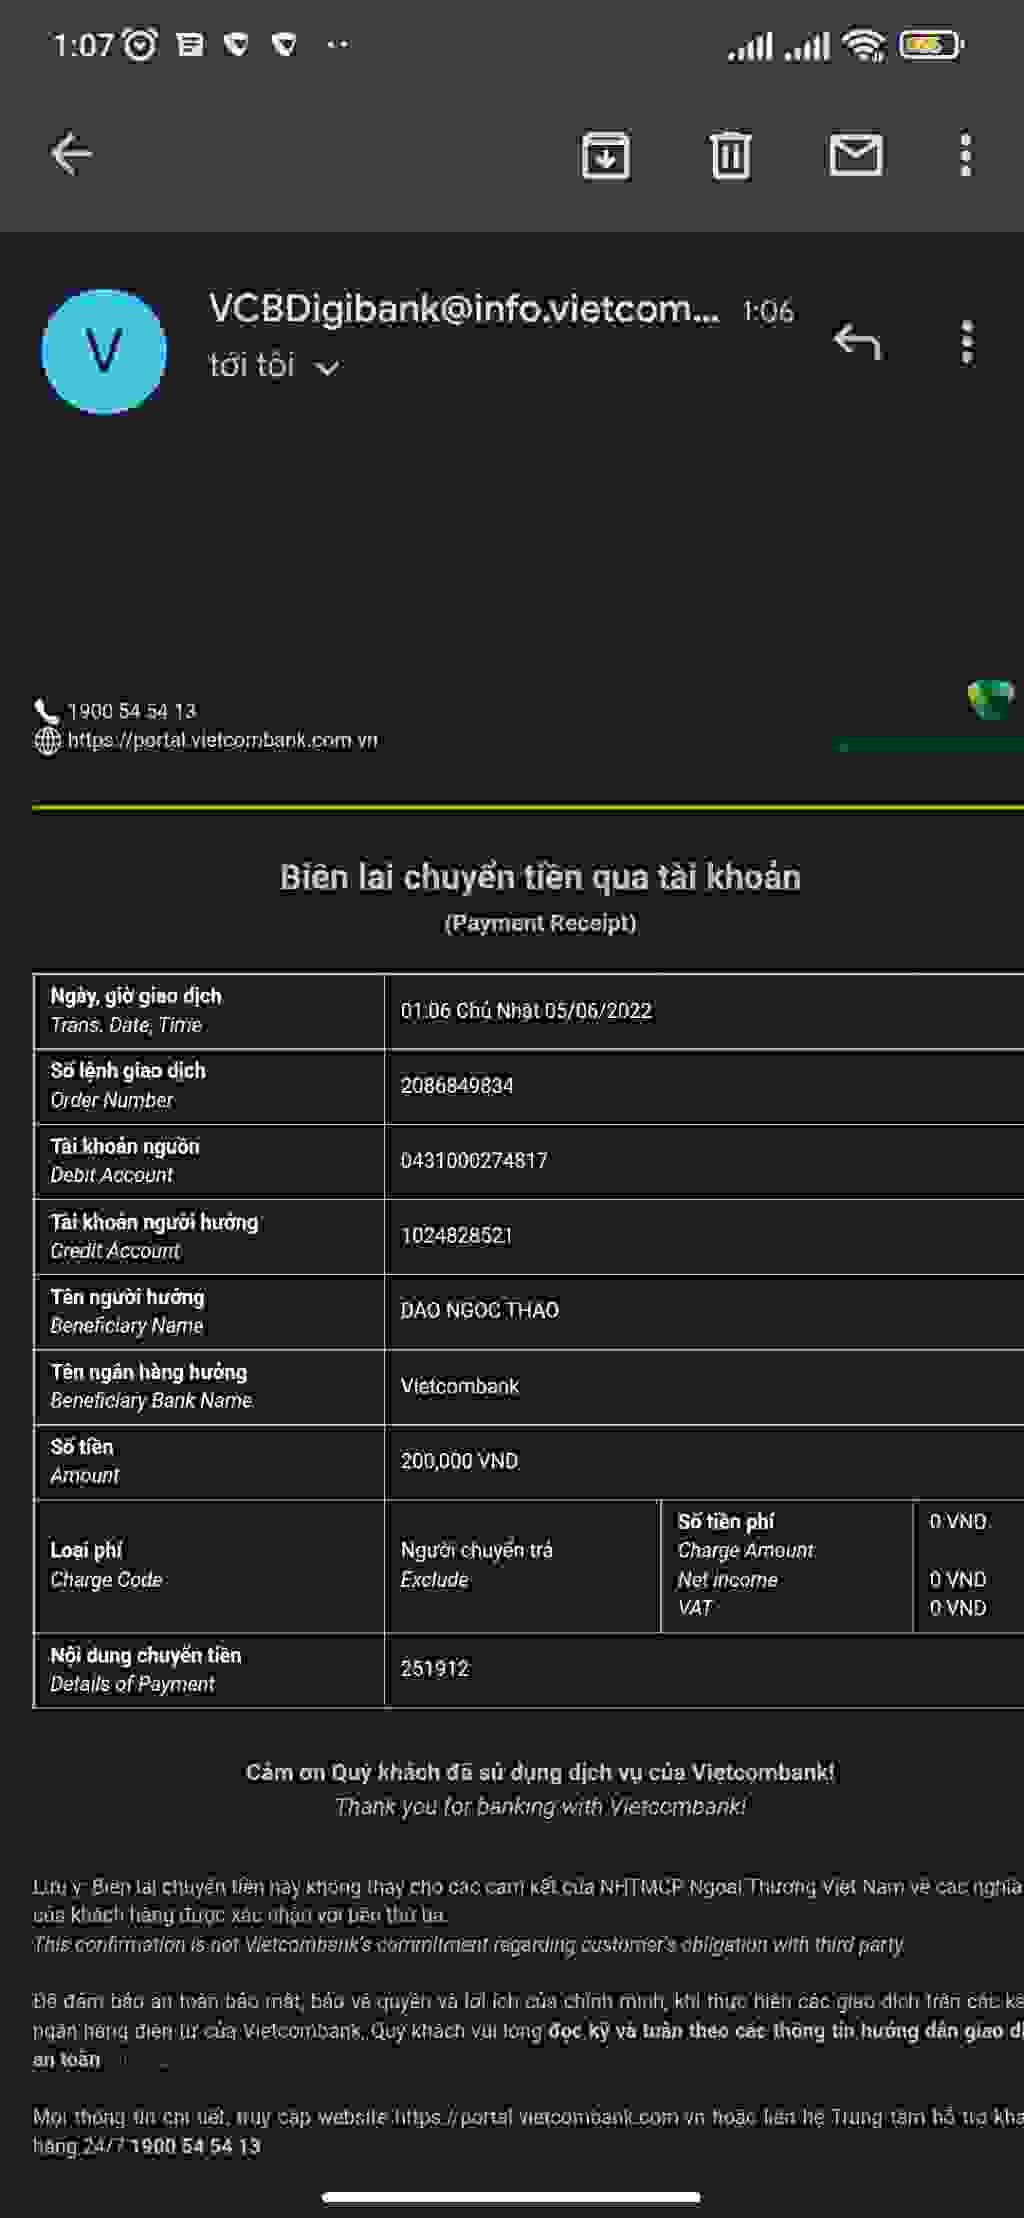 1:07
VCBDigibank@info.vietcom... 1:06
tới tôi
1900 54 54 13
https://portal.vietcombank.com.vn
Biên lai chuyển tiền qua tài khoản
(Payment Receipt)
Ngày, giờ giao dịch
Trans. Date, Time
01:06 Chủ Nhật 05/06/2022
Số lệnh giao dịch
Order Number
2086849834
Tài khoản nguồn
Debit Account
0431000274817
Tài khoản người hưởng
Credit Account
1024828521
Tên người hưởng
Beneficiary Name
DAO NGOC THAO
Tên ngân hàng hưởng
Beneficiary Bank Name
Vietcombank
Số tiền
Amount
200,000 VND
Loại phí
Charge Code
Người chuyển trả
Exclude
Số tiền phí 0 VND
Charge Amount
Net income 0 VND
VAT 0 VND
Nội dung chuyển tiền
Details of Payment
251912
Cảm ơn Quý khách đã sử dụng dịch vụ của Vietcombank!
Thank you for banking with Vietcombank!
Lưu ý: Biên lai chuyển tiền này không thay cho các cam kết của NHTMCP Ngoại Thương Việt Nam về các nghĩa
của khách hàng được xác nhận với bên thứ ba.
This confirmation is not Vietcombank's commitment regarding customer's obligation with third party.
Để đảm bảo an toàn bảo mật, bảo vệ quyền và lợi ích của chính mình, khi thực hiện các giao dịch trên các kê
ngân hàng điện tử của Vietcombank, Quý khách vui lòng đọc kỹ và tuân theo các thông tin hướng dẫn giao dị
an toàn
Mọi thông tin chi tiết, truy cập website https://portal.vietcombank.com.vn hoặc liên hệ Trung tâm hỗ trợ khá
hàng 24/7 1900 54 54 13